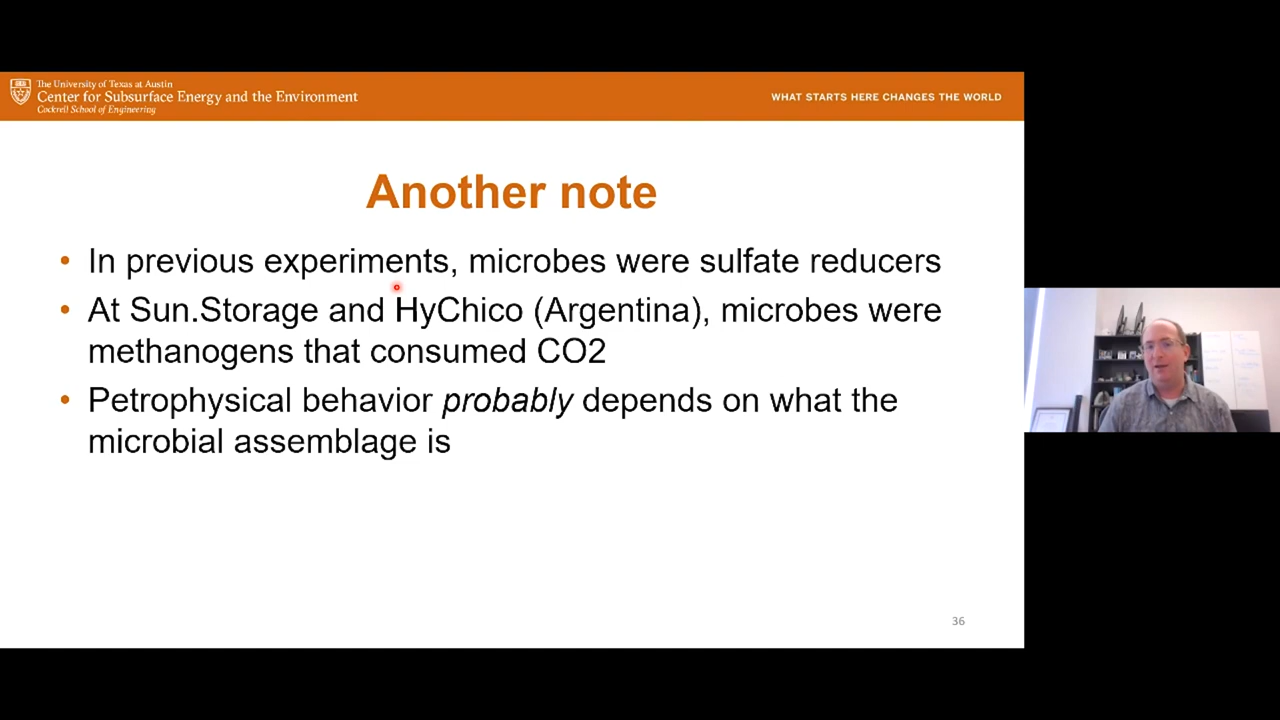 The University of Texas at Austin
Center for Subsurface Energy and the Environment
Cockrell School of Engineering
WHAT STARTS HERE CHANGES THE WORLD
Another note
• In previous experiments, microbes were sulfate reducers
• At Sun.Storage and HyChico (Argentina), microbes were
methanogens that consumed CO2
• Petrophysical behavior probably depends on what the
microbial assemblage is
36